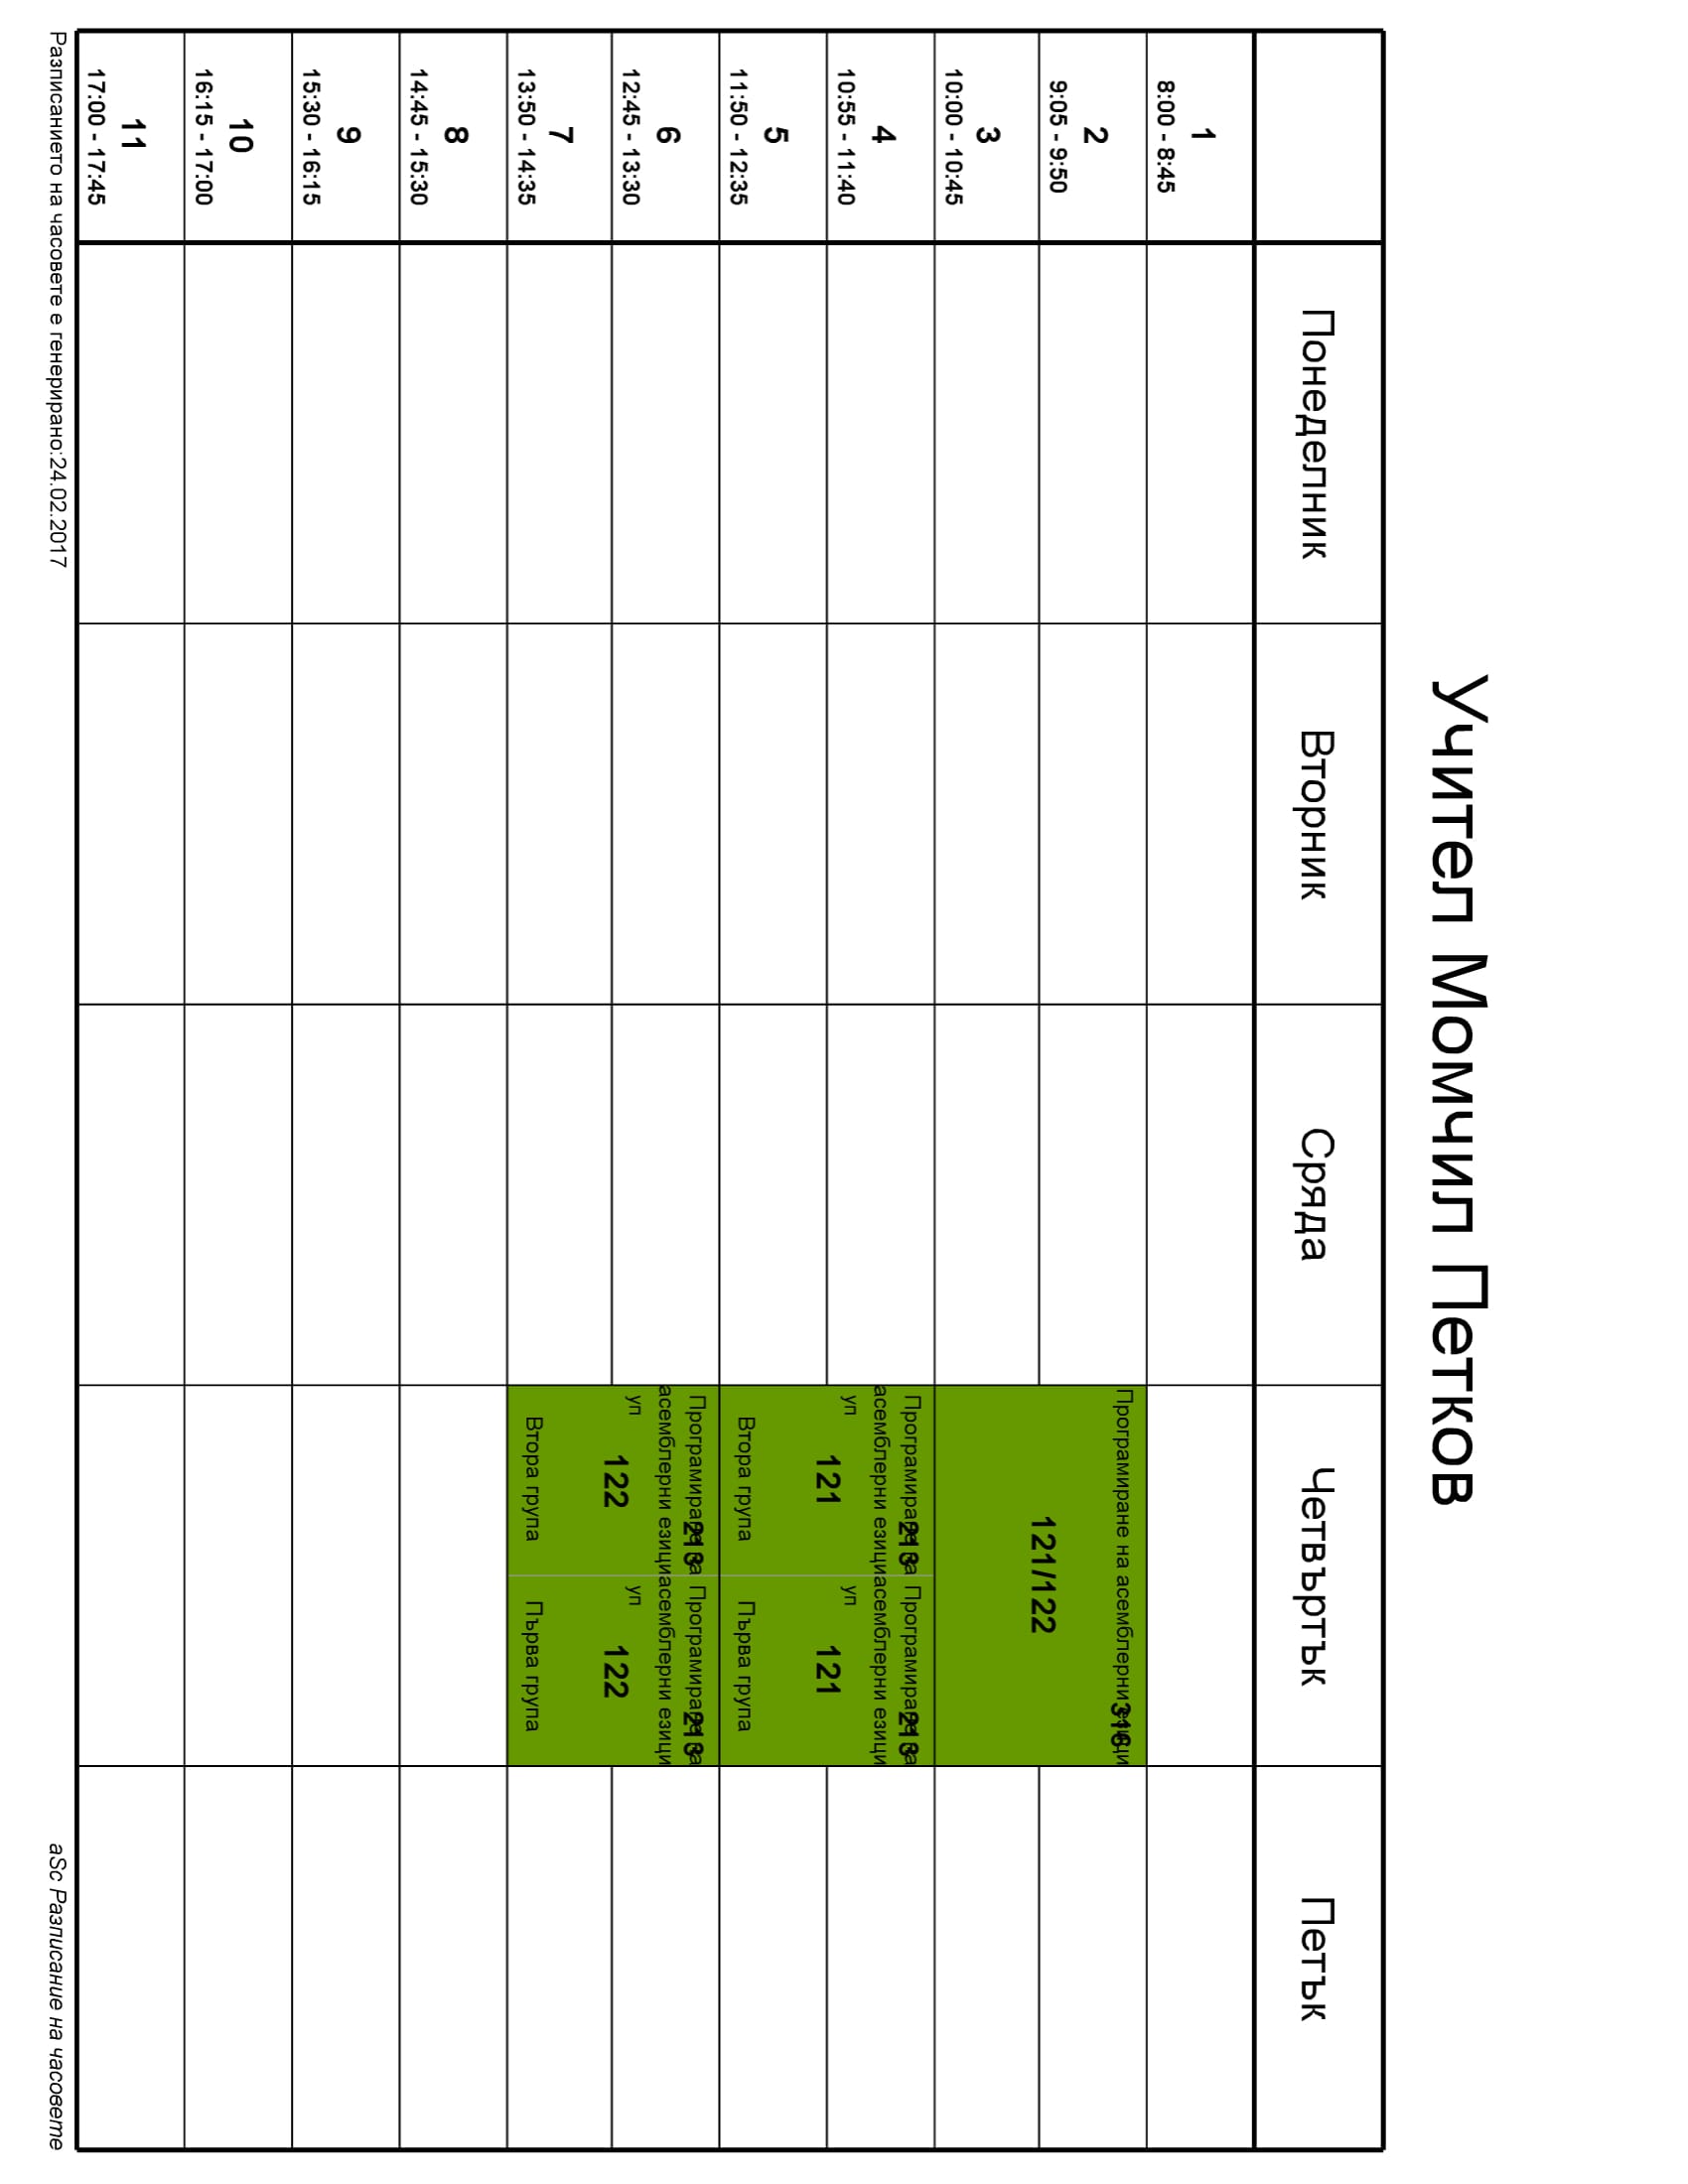 Учител Момчил Петков
Понеделник
Вторник
Сряда
Четвъртък
Петък
1
8:00 - 8:45
2
9:05 - 9:50
3
10:00 - 10:45
4
10:55 - 11:40
5
11:50 - 12:35
6
12:45 - 13:30
7
13:50 - 14:35
8
14:45 - 15:30
9
15:30 - 16:15
10
16:15 - 17:00
11
17:00 - 17:45
Програмиране на асемблерни езици
316
121/122
Програмиране на
213
асемблерни езици
уп
121
Втора група
Програмиране на
213
асемблерни езици
уп
121
Първа група
Програмиране на
213
асемблерни езици
уп
122
Втора група
Програмиране на
213
асемблерни езици
уп
122
Първа група
Разписанието на часовете е генерирано:24.02.2017
aSc Разписание на часовете